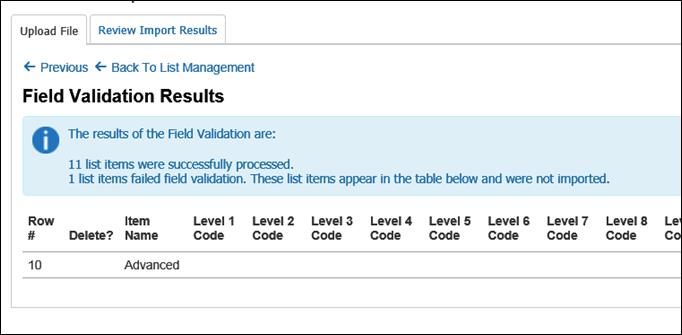 Upload File Review Import Results
← Previous ← Back To List Management
Field Validation Results
The results of the Field Validation are:
11 list items were successfully processed.
1 list items failed field validation. These list items appear in the table below and were not imported.
Row # Delete? Item Name Level 1 Code Level 2 Code Level 3 Code Level 4 Code Level 5 Code Level 6 Code Level 7 Code Level 8 Code
10 Advanced